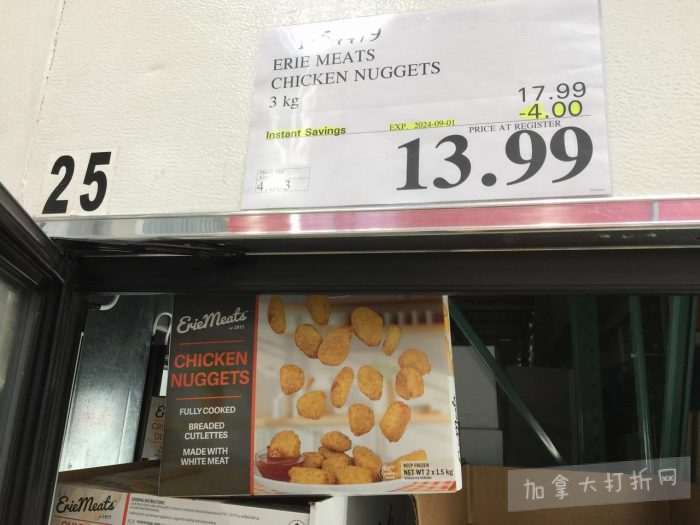 ERIE MEATS
CHICKEN NUGGETS
3 kg
17.99
-4.00
Instant Savings
EXP. 2024-09-01
PRICE AT REGISTER
13.99
25
ErieMeats
CHICKEN
NUGGETS
FULLY COOKED
BREADED
CUTLETTES
MADE WITH
WHITE MEAT
KEEP FROZEN
NET WT 2 x 1.5 kg
ErieMeats
加拿大打折网